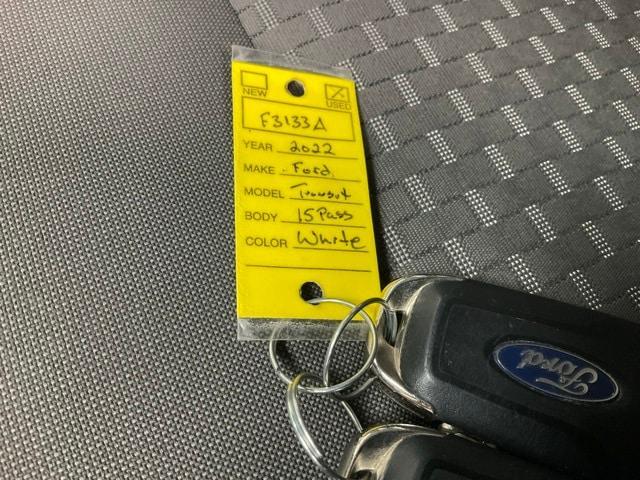 NEW USED
F3133A
YEAR 2022
MAKE Ford
MODEL Transit
BODY 15 Pass
COLOR White
Ford